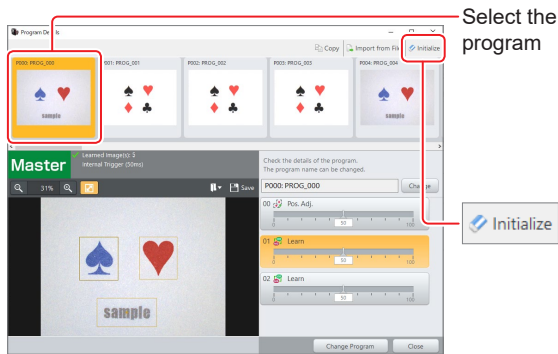 Select the
program
Program Details
Copy
Import from File
Initialize
P000: PROG_000
P001: PROG_001
P002: PROG_002
P003: PROG_003
P004: PROG_004
sample
sample
Master
Learned Image(s): 1
Internal Trigger (50ms)
31%
Save
Check the details of the program.
The program name can be changed.
P000: PROG_000
Change
00 Pos. Adj.
0 50 100
01 Learn
0 50 100
02 Learn
0 50 100
sample
Initialize
Change Program
Close